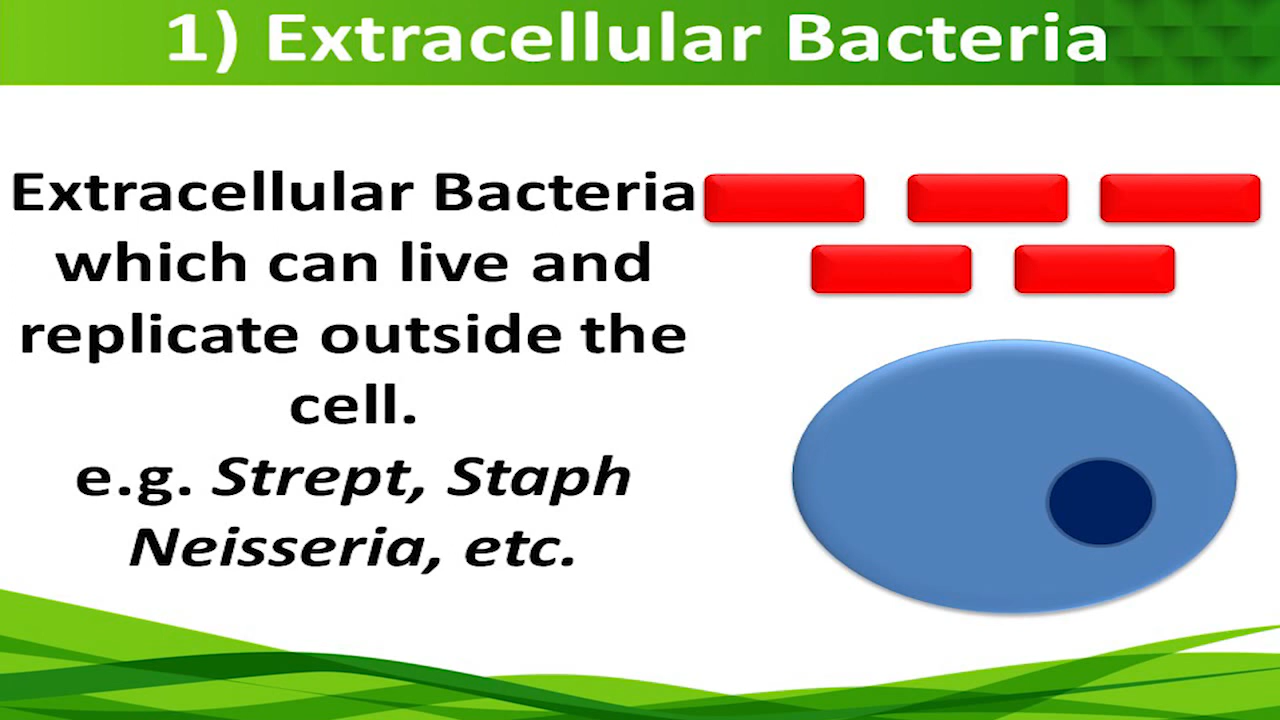 1) Extracellular Bacteria
Extracellular Bacteria
which can live and
replicate outside the
cell.
e.g. Strept, Staph
Neisseria, etc.